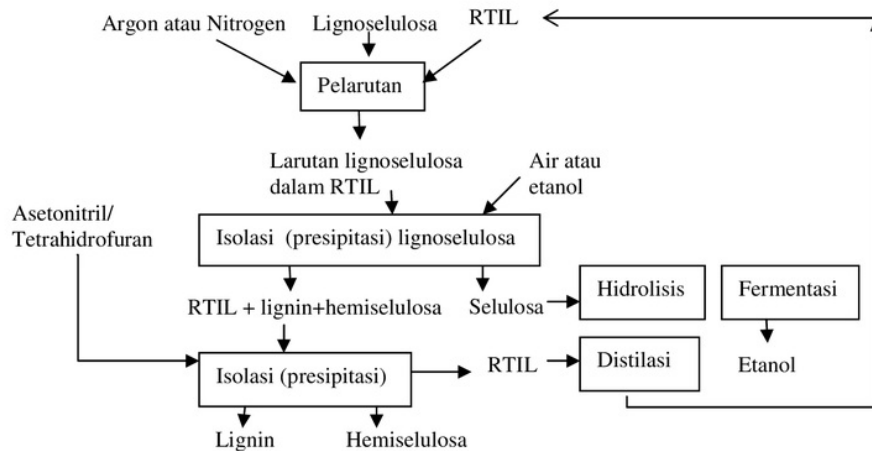 Argon atau Nitrogen
Lignoselulosa
RTIL
Pelarutan
Larutan lignoselulosa
dalam RTIL
Air atau
etanol
Asetonitril/
Tetrahidrofuran
Isolasi (presipitasi) lignoselulosa
RTIL + lignin+hemiselulosa
Selulosa
Hidrolisis
Fermentasi
Isolasi (presipitasi)
RTIL
Distilasi
Etanol
Lignin
Hemiselulosa